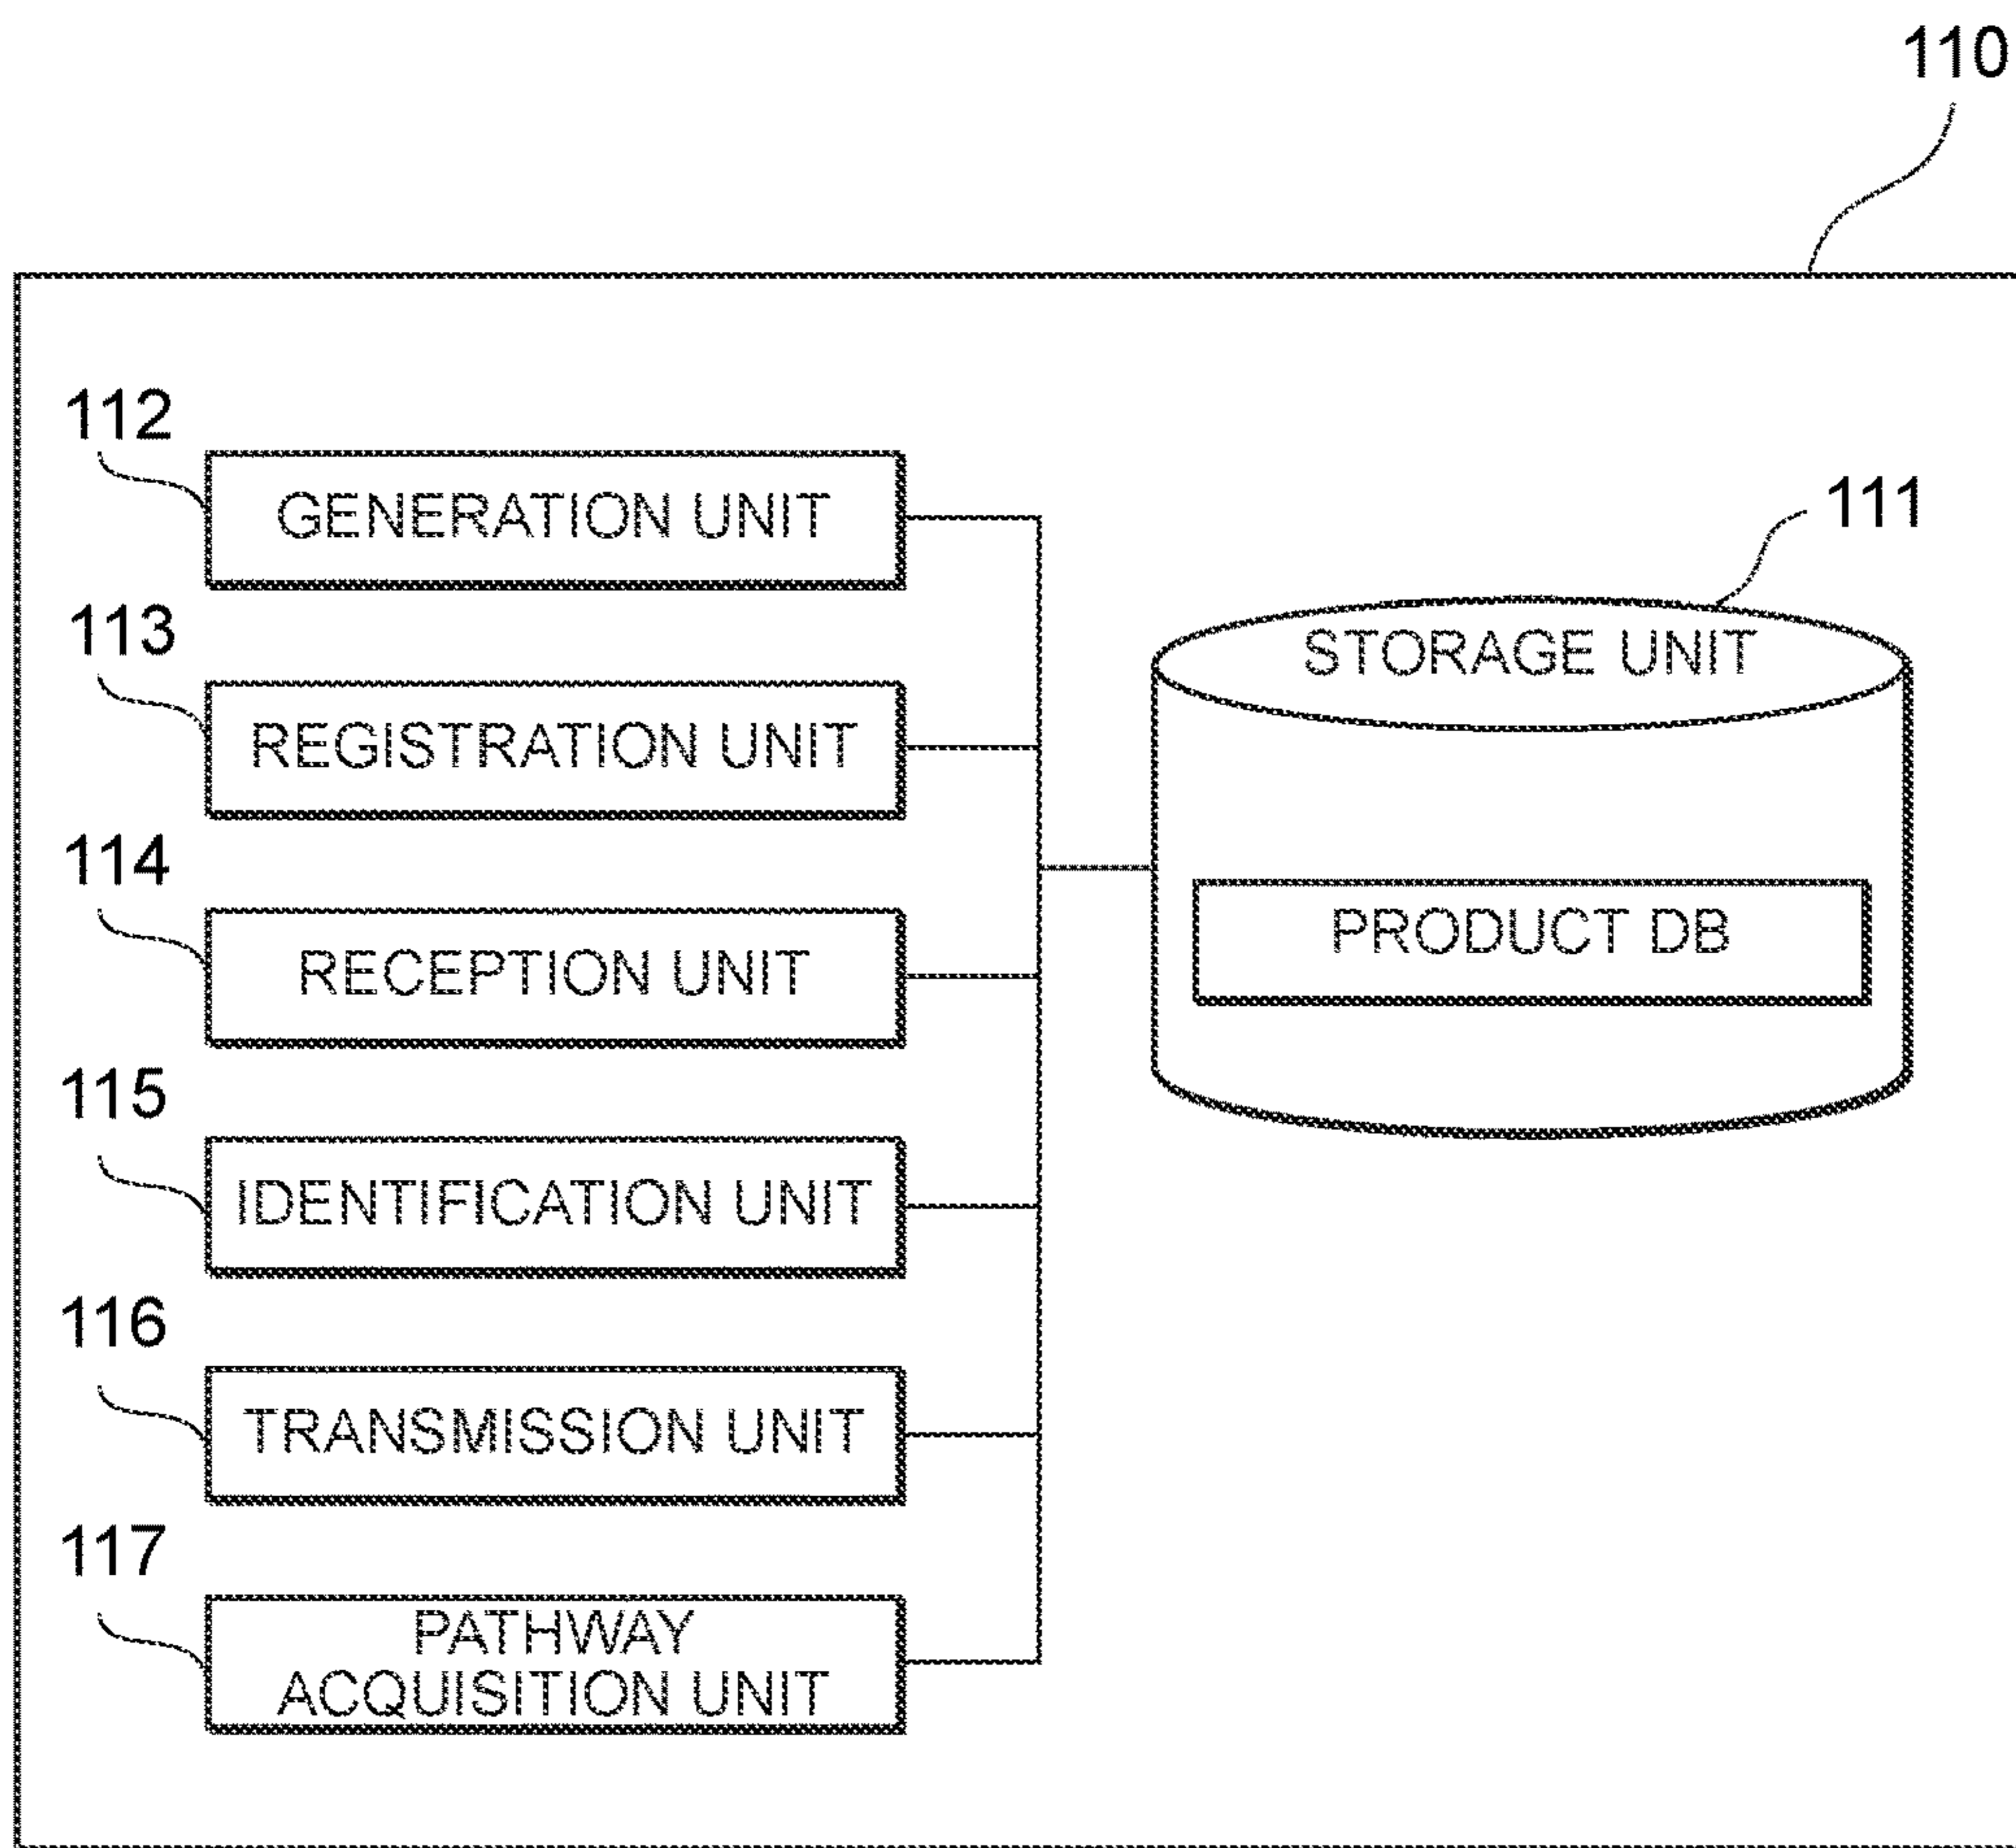 110
112
GENERATION UNIT
111
113
STORAGE UNIT
REGISTRATION UNIT
114
PRODUCT DB
RECEPTION UNIT
115
IDENTIFICATION UNIT
116
TRANSMISSION UNIT
117
PATHWAY
ACQUISITION UNIT